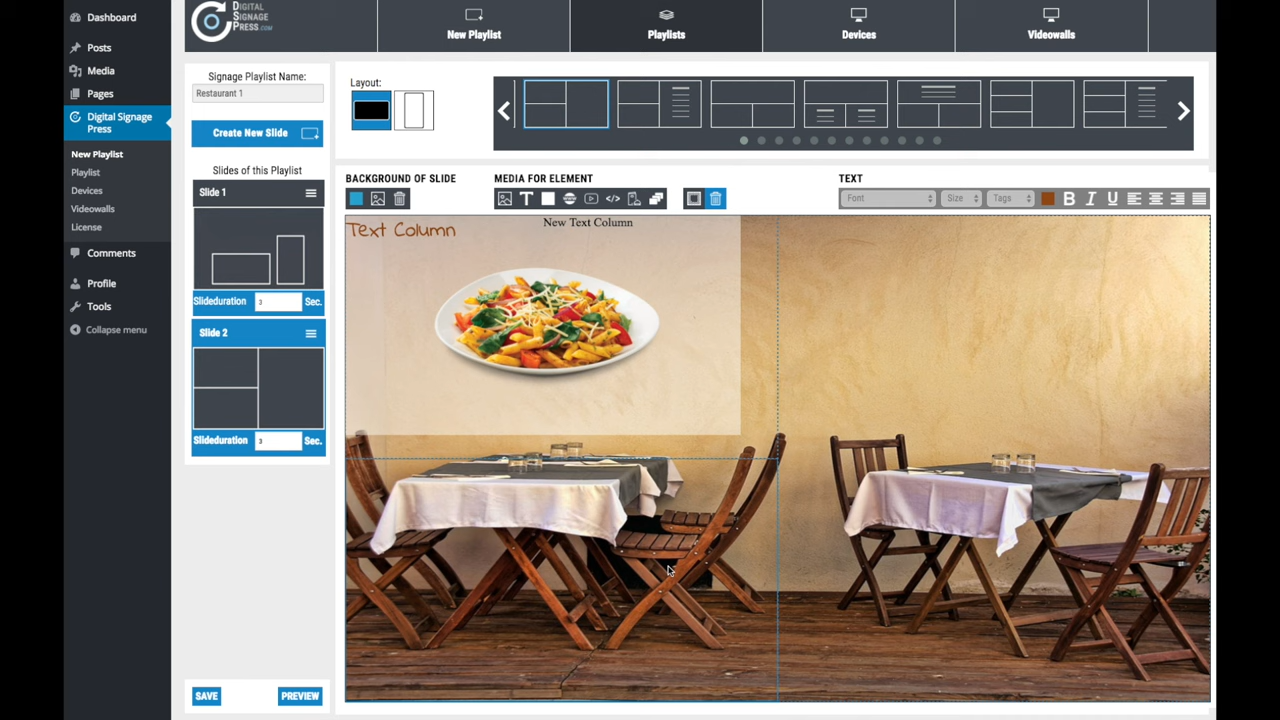 Dashboard
Posts
Media
Pages
Digital Signage
Press
New Playlist
Playlist
Devices
Videowalls
License
Comments
Profile
Tools
Collapse menu
DIGITAL
SIGNAGE
PRESS.COM
New Playlist
Playlists
Devices
Videowalls
Signage Playlist Name:
Restaurant 1
Create New Slide
Slides of this Playlist
Slide 1
Slideduration 3 Sec.
Slide 2
Slideduration 3 Sec.
SAVE
PREVIEW
Layout:
BACKGROUND OF SLIDE
MEDIA FOR ELEMENT
TEXT
T
</>
Font
Size
Tags
B I U
Text Column
New Text Column